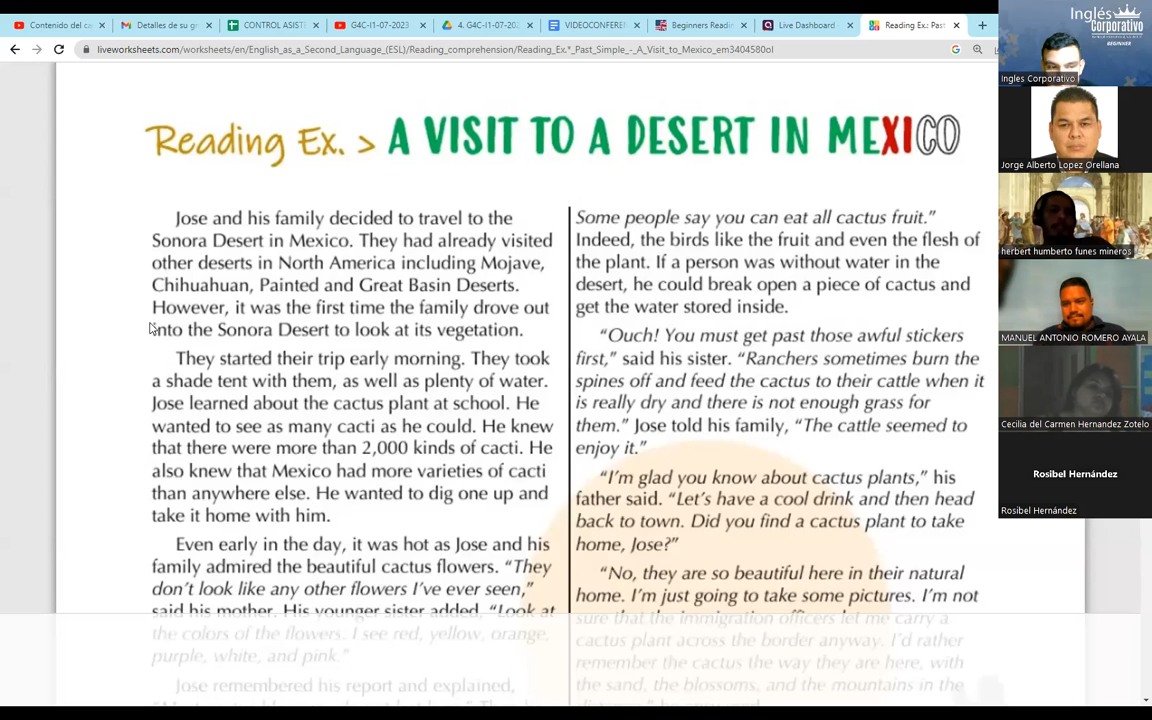 Contenido del ca
Detalles de su g
CONTROL ASIST
G4C-I1-07-2023
4. G4C-I1-07-202
VIDEOCONFERE
Beginners Readin
Live Dashboard
Reading Ex.: Past
liveworksheets.com/worksheets/en/English_as_a_Second_Language_(ESL)/Reading_comprehension/Reading_Ex.*_Past_Simple_-_A_Visit_to_Mexico_em3404580ol
Reading Ex. > A VISIT TO A DESERT IN MEXICO
Jose and his family decided to travel to the
Sonora Desert in Mexico. They had already visited
other deserts in North America including Mojave,
Chihuahuan, Painted and Great Basin Deserts.
However, it was the first time the family drove out
into the Sonora Desert to look at its vegetation.
They started their trip early morning. They took
a shade tent with them, as well as plenty of water.
Jose learned about the cactus plant at school. He
wanted to see as many cacti as he could. He knew
that there were more than 2,000 kinds of cacti. He
also knew that Mexico had more varieties of cacti
than anywhere else. He wanted to dig one up and
take it home with him.
Even early in the day, it was hot as Jose and his
family admired the beautiful cactus flowers. “They
don’t look like any other flowers I’ve ever seen,”
said his mother. His younger sister added, “Look at
the colors of the flowers. I see red, yellow, orange,
purple, white, and pink.”
Jose remembered his report and explained,
Some people say you can eat all cactus fruit.”
Indeed, the birds like the fruit and even the flesh of
the plant. If a person was without water in the
desert, he could break open a piece of cactus and
get the water stored inside.
“Ouch! You must get past those awful stickers
first,” said his sister. “Ranchers sometimes burn the
spines off and feed the cactus to their cattle when it
is really dry and there is not enough grass for
them.” Jose told his family, “The cattle seemed to
enjoy it.”
“I’m glad you know about cactus plants,” his
father said. “Let’s have a cool drink and then head
back to town. Did you find a cactus plant to take
home, Jose?”
“No, they are so beautiful here in their natural
home. I’m just going to take some pictures. I’m not
sure that the immigration officers let me carry a
cactus plant across the border anyway. I’d rather
remember the cactus the way they are here, with
the sand, the blossoms, and the mountains in the
Inglés
Corporativo
BEGINNER
Ingles Corporativo
Jorge Alberto Lopez Orellana
herbert humberto funes mineros
MANUEL ANTONIO ROMERO AYALA
Cecilia del Carmen Hernandez Zotelo
Rosibel Hernández
Rosibel Hernández